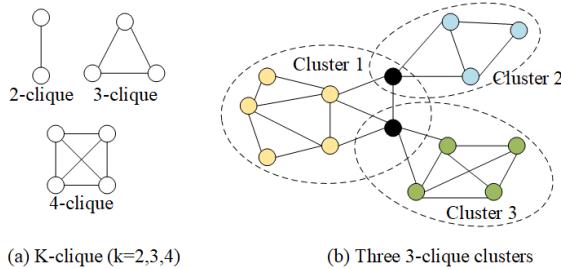 2-clique
3-clique
4-clique
Cluster 1
Cluster 2
Cluster 3
(a) K-clique (k=2,3,4)
(b) Three 3-clique clusters